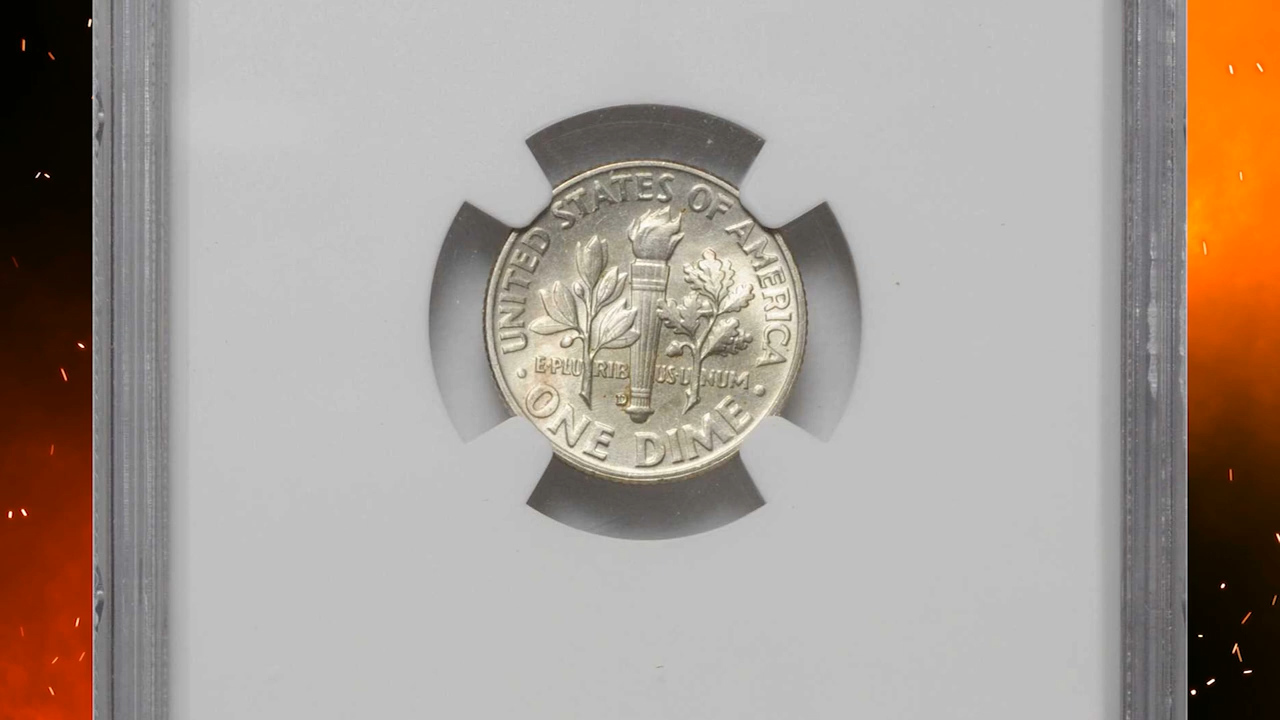 UNITED STATES OF AMERICA
E·PLURIBUS·UNUM
D
• ONE DIME •